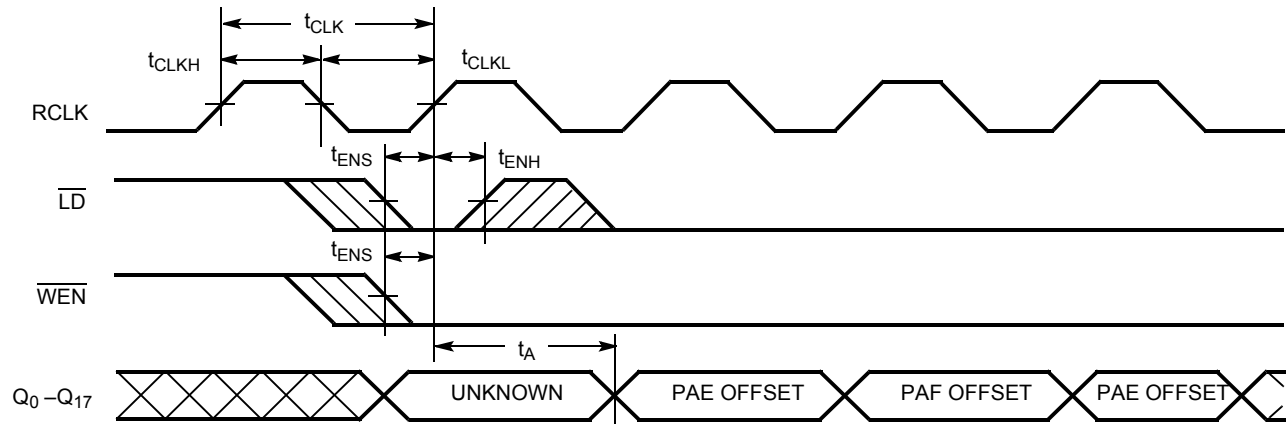 tCLK
tCLKH
tCLKL
RCLK
tENS
tENH
LD
tENS
WEN
tA
Q0 –Q17
UNKNOWN
PAE OFFSET
PAF OFFSET
PAE OFFSET